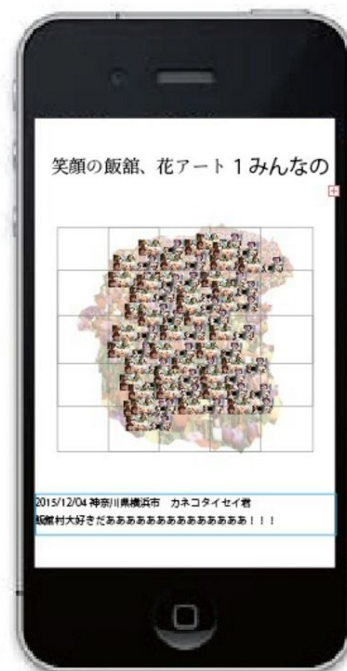 笑顔の飯舘、花アート１みんなの
2015/12/04 神奈川県横浜市　カネコタイセイ君
飯舘村大好きだあああああああああああああああ！！！